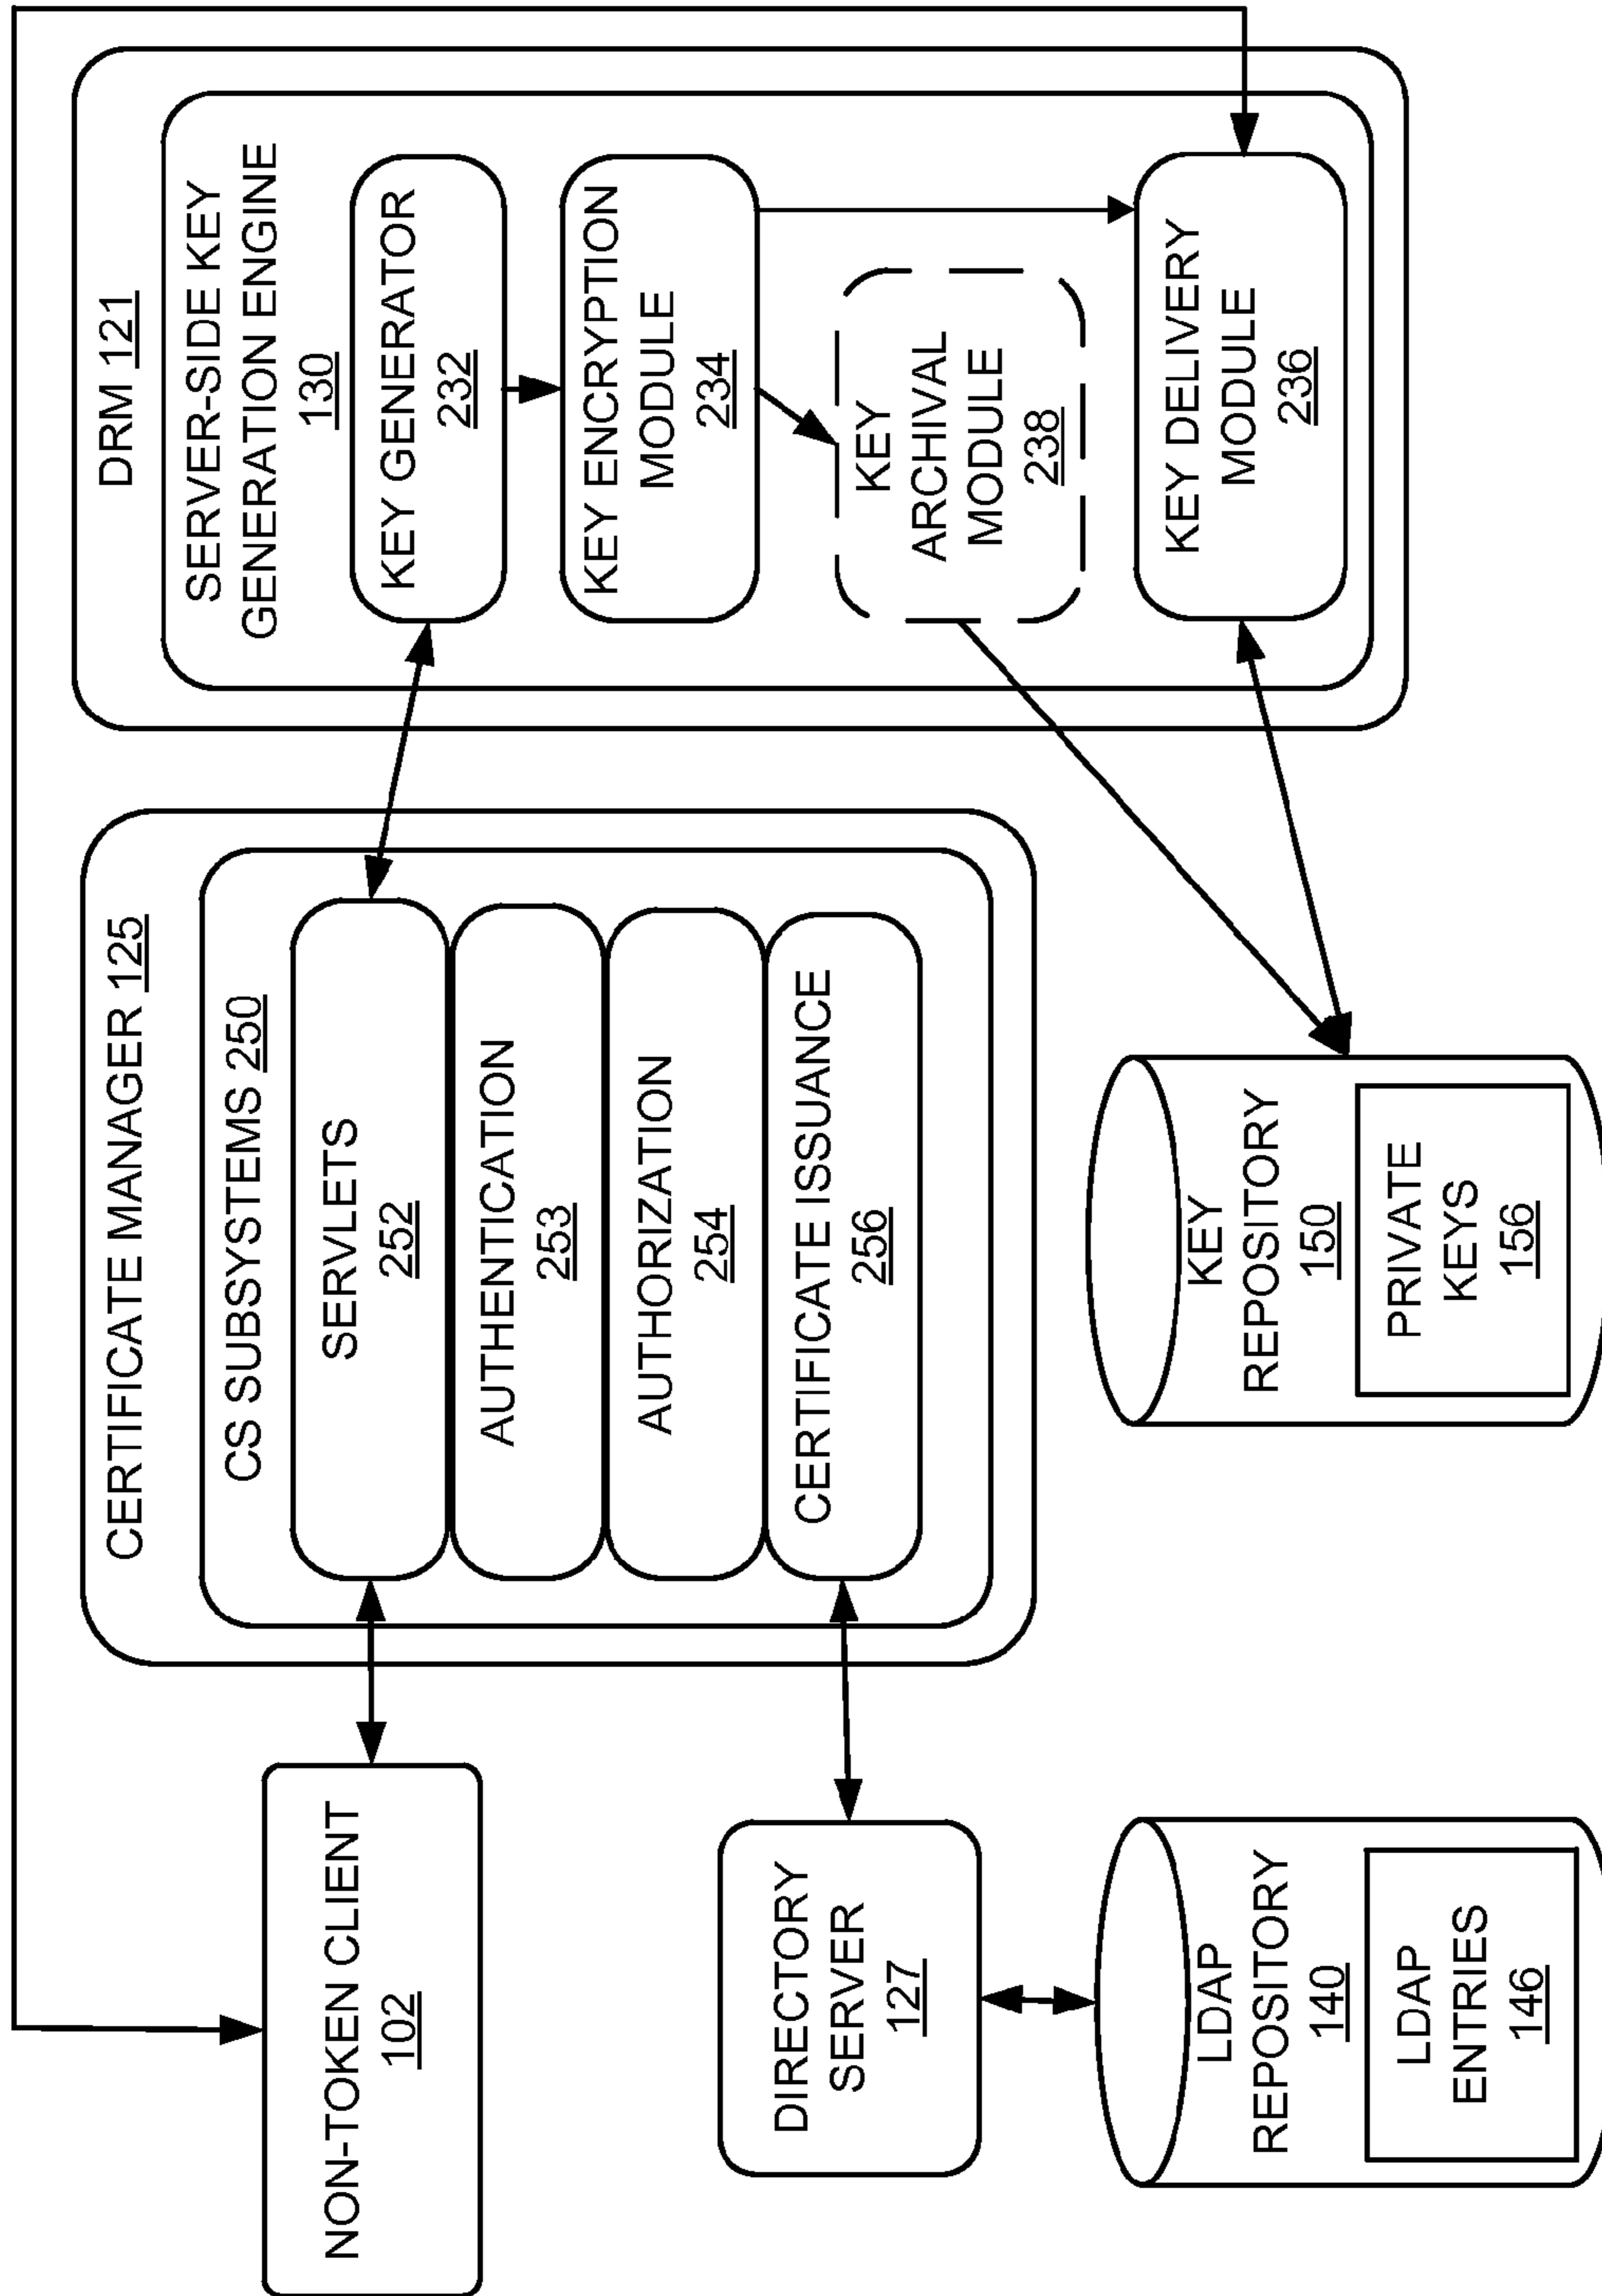 NON-TOKEN CLIENT
102
DIRECTORY
SERVER
127
LDAP
REPOSITORY
140
LDAP
ENTRIES
146
CERTIFICATE MANAGER 125
CS SUBSYSTEMS 250
SERVLETS
252
AUTHENTICATION
253
AUTHORIZATION
254
CERTIFICATE ISSUANCE
256
KEY
REPOSITORY
150
PRIVATE
KEYS
156
DRM 121
SERVER-SIDE KEY
GENERATION ENGINE
130
KEY GENERATOR
232
KEY ENCRYPTION
MODULE
234
KEY
ARCHIVAL
MODULE
238
KEY DELIVERY
MODULE
236